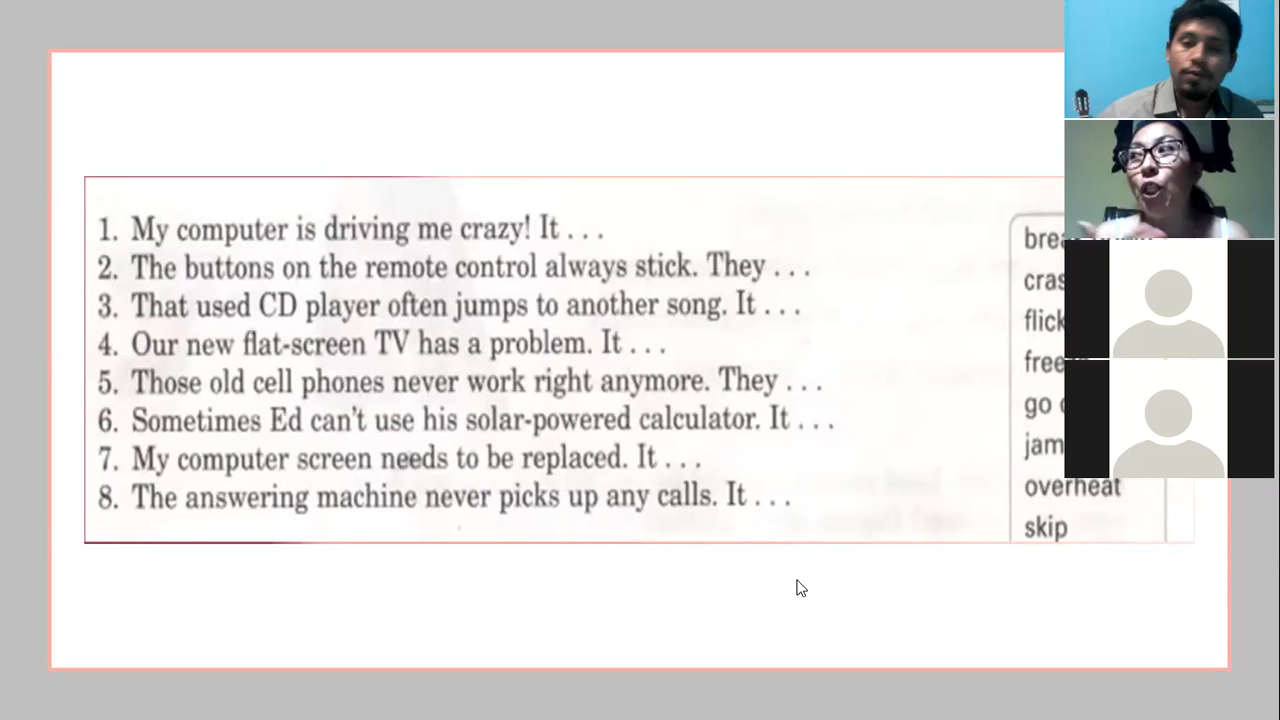 1. My computer is driving me crazy! It . . .
2. The buttons on the remote control always stick. They . . .
3. That used CD player often jumps to another song. It . . .
4. Our new flat-screen TV has a problem. It . . .
5. Those old cell phones never work right anymore. They . . .
6. Sometimes Ed can't use his solar-powered calculator. It . . .
7. My computer screen needs to be replaced. It . . .
8. The answering machine never picks up any calls. It . . .
jam
overheat
skip